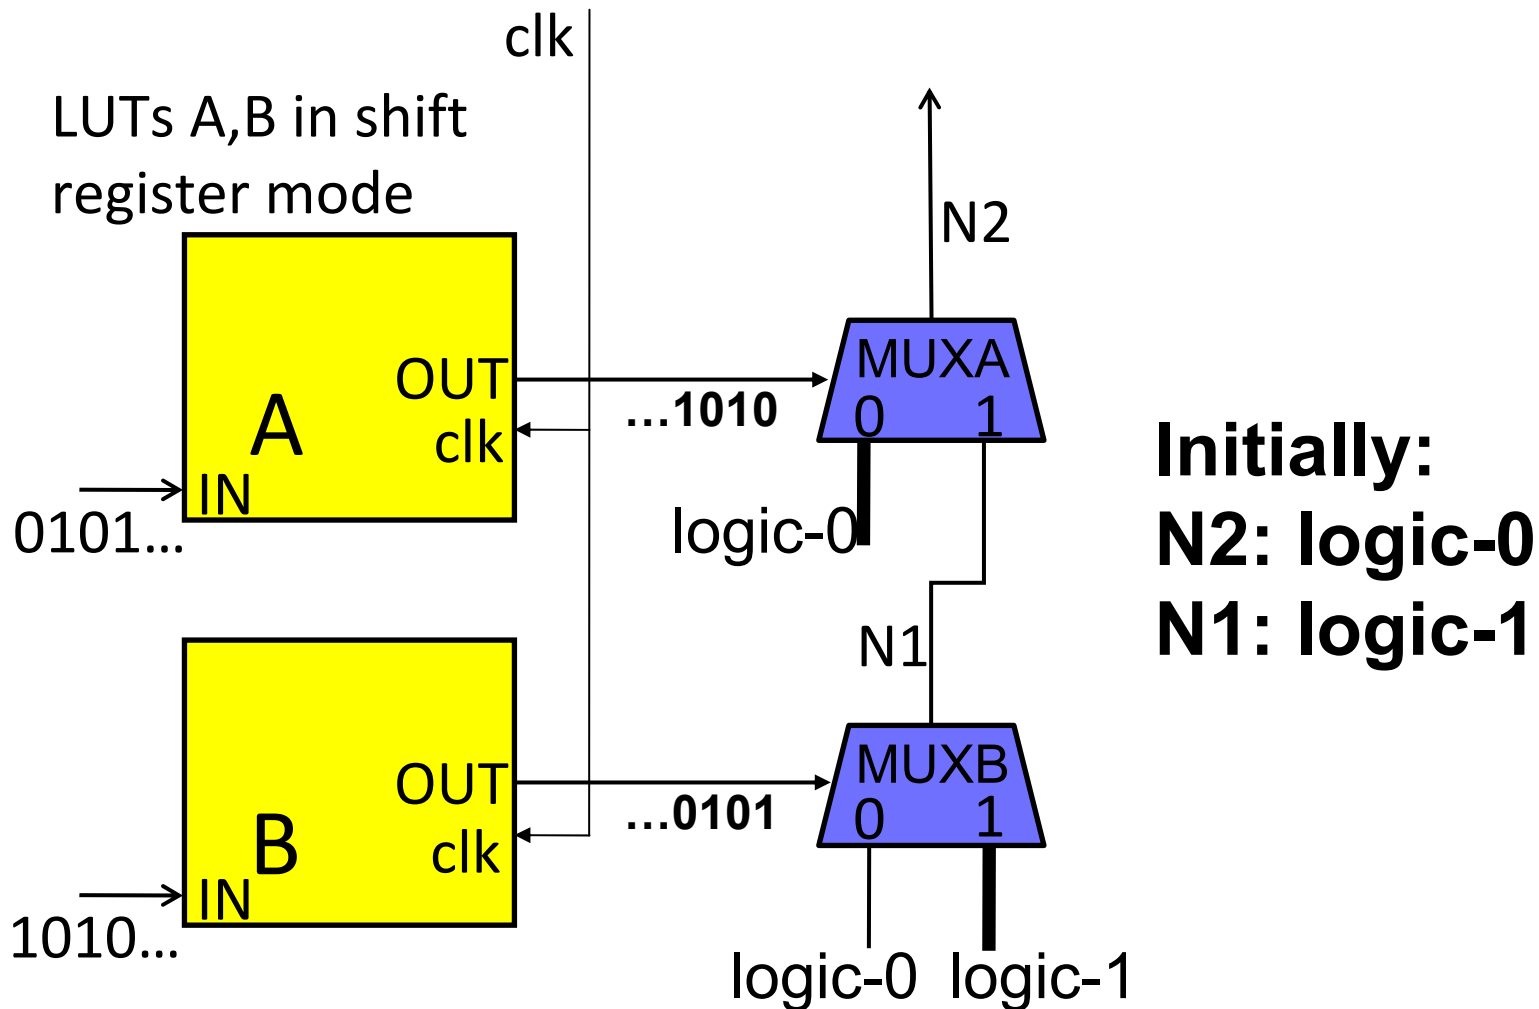 clk
LUTs A,B in shift
register mode
N2
OUT
MUXA
A
clk
...1010
0 1
IN
0101...
logic-0
Initially:
N2: logic-0
N1: logic-1
N1
OUT
MUXB
B
clk
...0101
0 1
IN
1010...
logic-0 logic-1